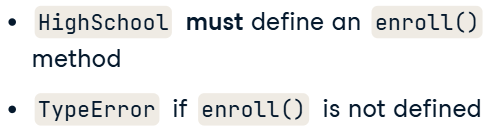 • HighSchool must define an enroll()
method
• TypeError if enroll() is not defined